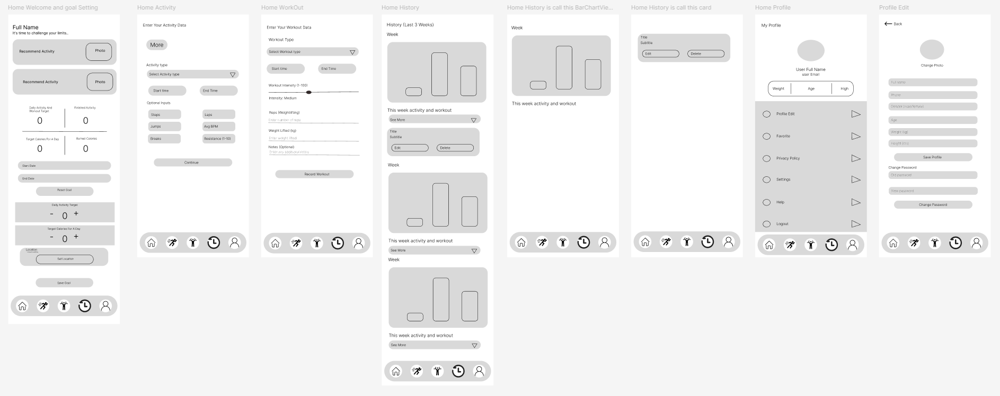 Home Welcome and goal Setting
Full Name
It's time to challenge your limits..
Recommend Activity
Photo
Recommend Activity
Photo
Daily Activity And
Workout Target
Finished Activity
0
0
Target Calories For A Day
Burned Calories
0
0
Start Date
End Date
Reset Goal
Daily Activity Target
- 0 +
Target Calories For A Day
- 0 +
Location
Set Location
Save Goal
Home Activity
Enter Your Activity Data
More
Activity type
Select Activity type
Start time
End Time
Optional Inputs
Steps
Laps
Jumps
Avg BPM
Breaks
Resistance (1-10)
Continue
Home WorkOut
Enter Your Workout Data
Workout Type
Select Workout type
Start time
End Time
Workout Intensity (1-100)
Intensity: Medium
Reps (Weightlifting)
Enter number of reps
Weight Lifted (kg)
Enter weight lifted
Notes (Optional)
Enter any additional notes
Record Workout
Home History
History (Last 3 Weeks)
Week
This week activity and workout
See More
Title
Subtitle
Edit
Delete
Week
This week activity and workout
See More
Week
This week activity and workout
See More
Home History is call this BarChartVie...
Week
This week activity and workout
Home History is call this card
Title
Subtitle
Edit
Delete
Home Profile
My Profile
User Full Name
user Email
Weight
Age
High
Profile Edit
Favorite
Privacy Policy
Settings
Help
Logout
Profile Edit
Back
Change Photo
Full name
Phone
Gender (male/female)
Age
Weight (kg)
Height (cm)
Save Profile
Change Password
Old password
New password
Change Password